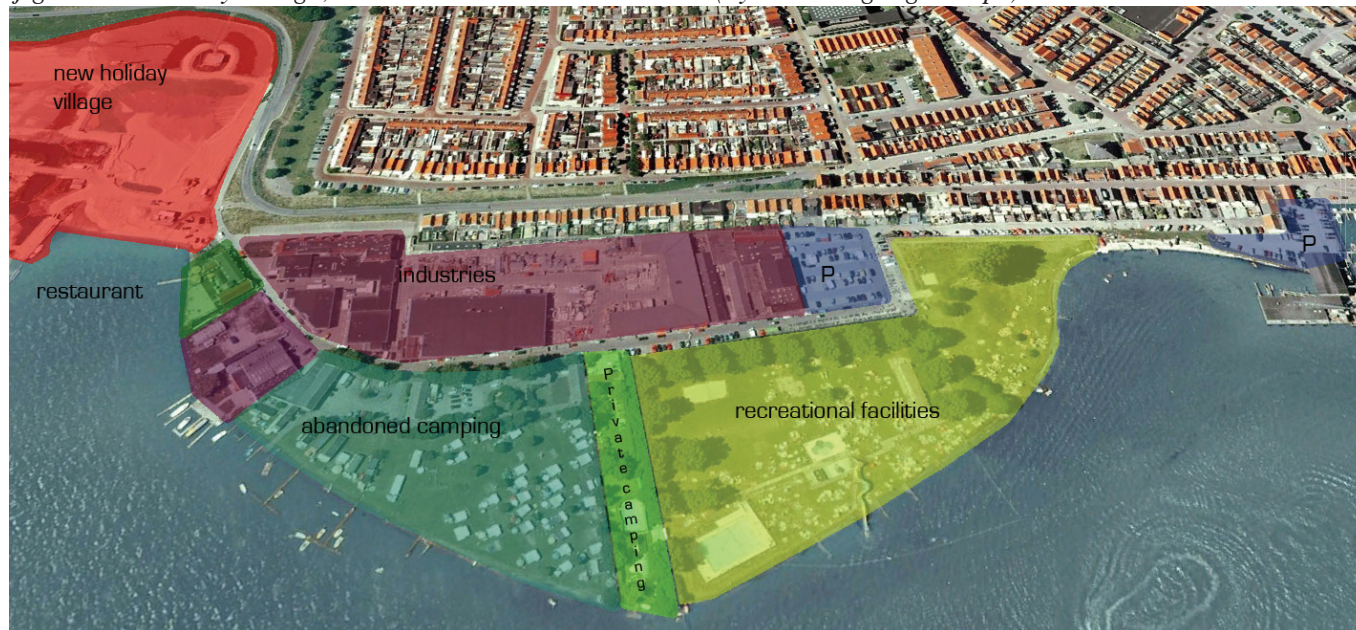 new holiday
village
restaurant
industries
P
P
abandoned camping
Private camping
recreational facilities